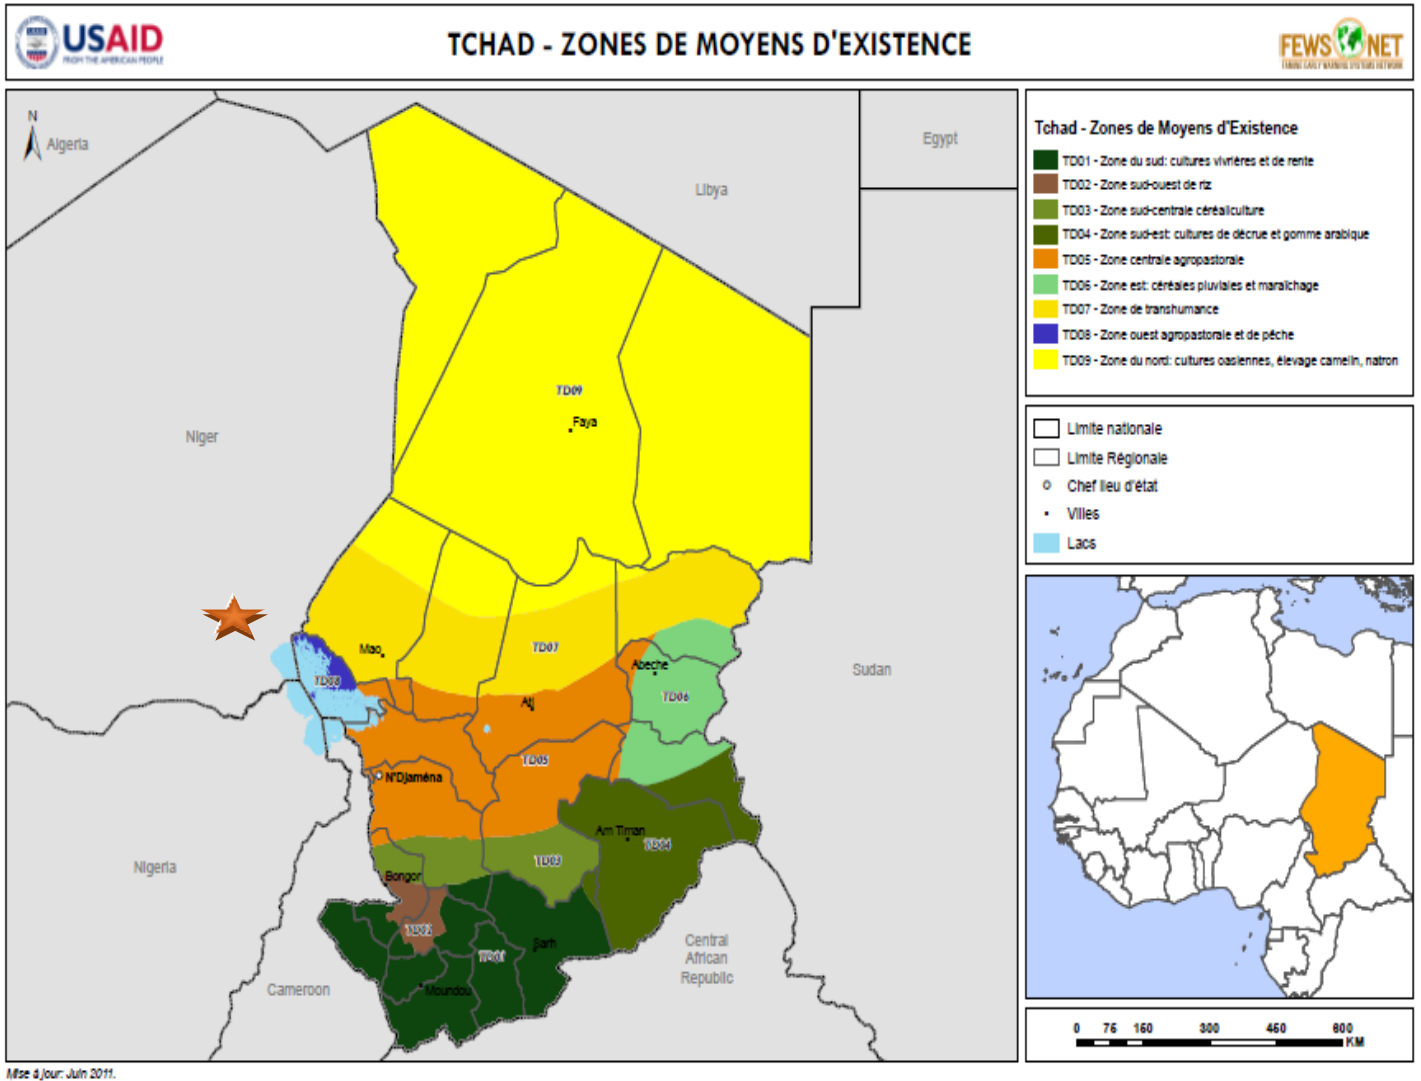 USAID
FROM THE AMERICAN PEOPLE
TCHAD - ZONES DE MOYENS D'EXISTENCE
FEWS NET
FAMINE EARLY WARNING SYSTEMS NETWORK
N
Algeria
Egypt
Libya
Niger
TD09
Faya
Mao
TD07
Abeche
Sudan
TD08
Ati
TD06
TD05
N'Djaména
Am Timan
TD04
TD03
Nigeria
Bongor
TD02
Sarh
TD01
Central
African
Republic
Cameroon
Moundou
Tchad - Zones de Moyens d'Existence
TD01 - Zone du sud: cultures vivrières et de rente
TD02 - Zone sud-ouest de riz
TD03 - Zone sud-centrale céréaliculture
TD04 - Zone sud-est: cultures de décrue et gomme arabique
TD05 - Zone centrale agropastorale
TD06 - Zone est: céréales pluviales et maraîchage
TD07 - Zone de transhumance
TD08 - Zone ouest agropastorale et de pêche
TD09 - Zone du nord: cultures oasiennes, élevage camelin, natron
Limite nationale
Limite Régionale
Chef lieu d'état
Villes
Lacs
0 75 150 300 450 600
KM
Mise à jour: Juin 2011.